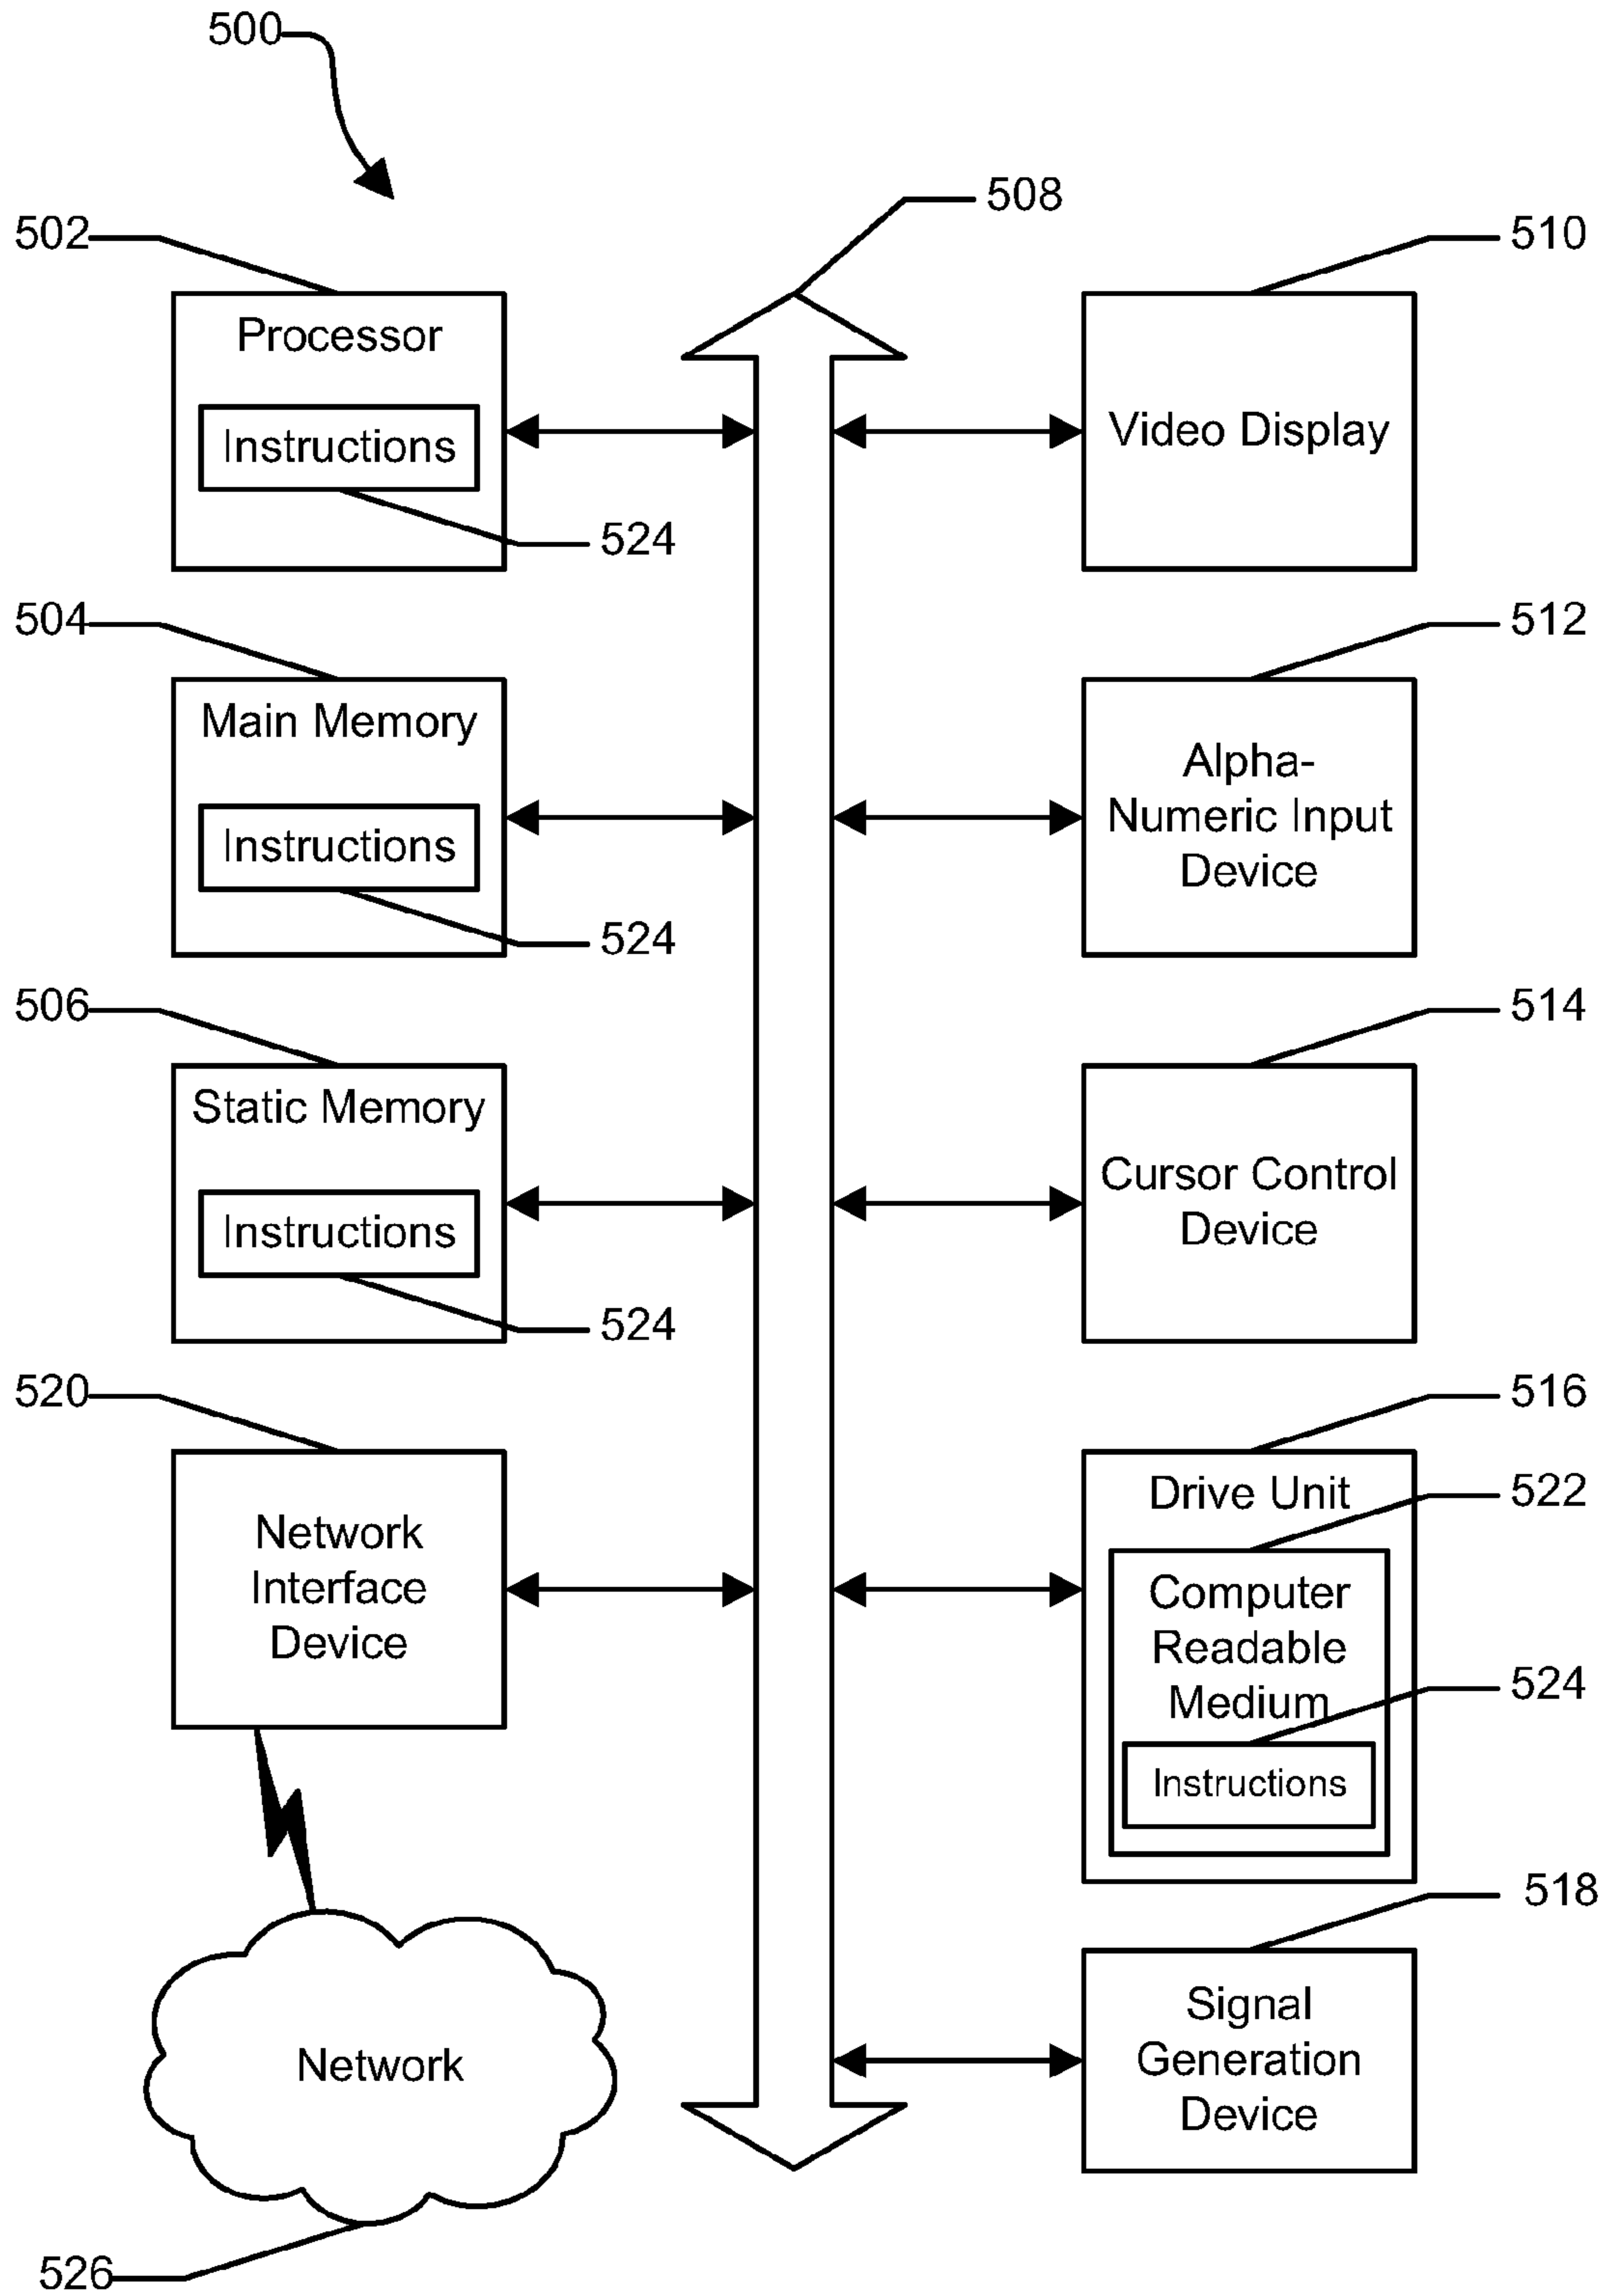 500
508
502
510
Processor
Instructions
Video Display
524
504
512
Main Memory
Instructions
Alpha-
Numeric Input
Device
524
506
514
Static Memory
Instructions
Cursor Control
Device
524
520
516
Network
Interface
Device
Drive Unit
522
Computer
Readable
Medium
524
Instructions
518
Signal
Generation
Device
Network
526